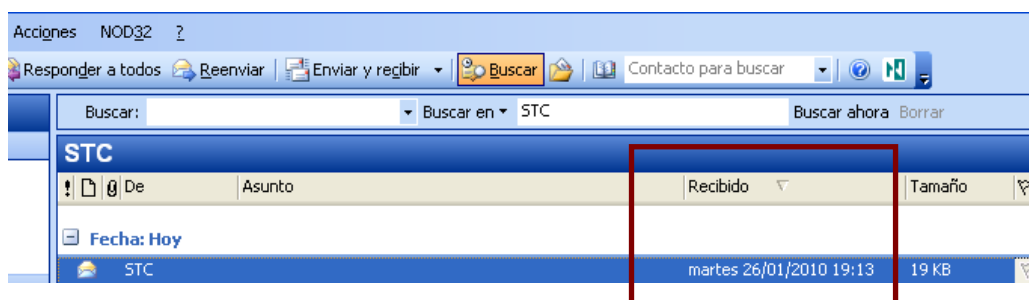 Acciones NOD32 ?
Responder a todos Reenviar Enviar y recibir Buscar Contacto para buscar
Buscar: Buscar en STC Buscar ahora Borrar
STC
! De Asunto Recibido Tamaño
Fecha: Hoy
STC martes 26/01/2010 19:13 19 KB